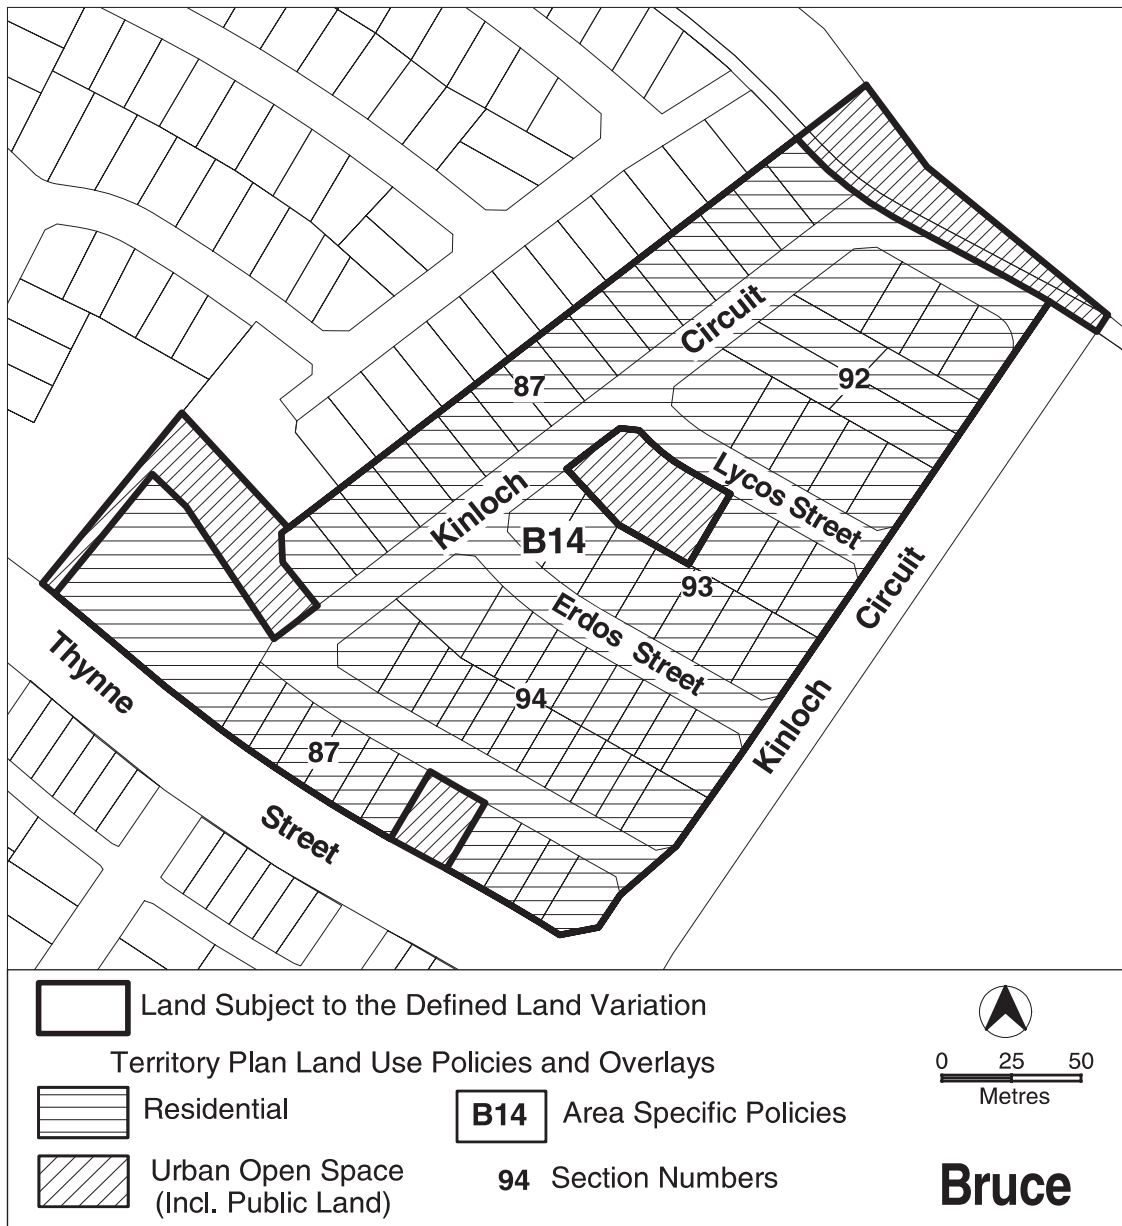 Circuit
87
92
Kinloch
Lycos Street
B14
93
Circuit
Erdos Street
Thynne
94
Kinloch
87
Street
Land Subject to the Defined Land Variation
Territory Plan Land Use Policies and Overlays
Residential
B14 Area Specific Policies
Urban Open Space
(Incl. Public Land)
94 Section Numbers
0 25 50
Metres
Bruce